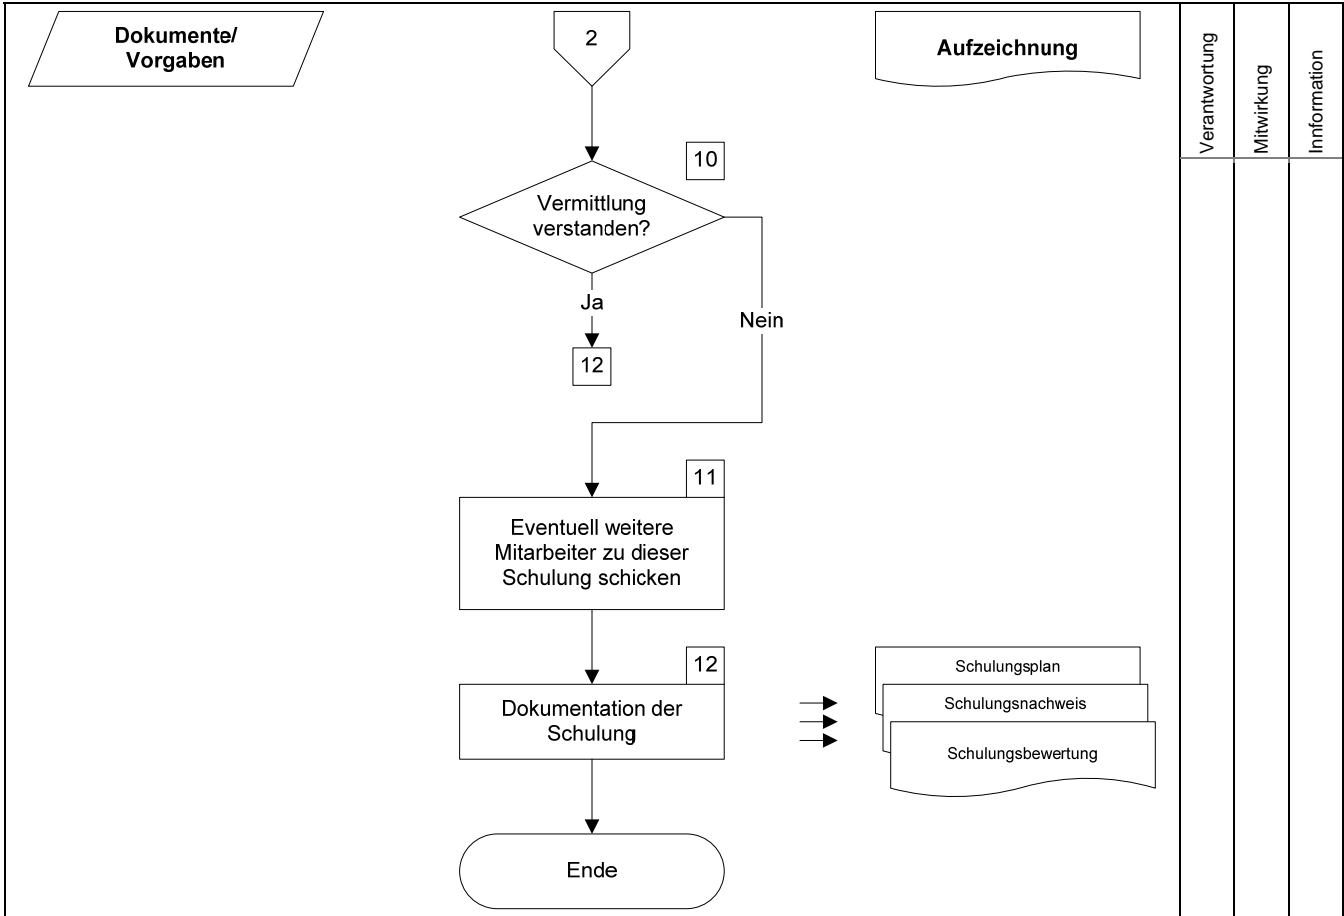 Dokumente/
Vorgaben
2
Aufzeichnung
Verantwortung
Mitwirkung
Innformation
10
Vermittlung
verstanden?
Ja
Nein
12
11
Eventuell weitere
Mitarbeiter zu dieser
Schulung schicken
12
Dokumentation der
Schulung
Schulungsplan
Schulungsnachweis
Schulungsbewertung
Ende